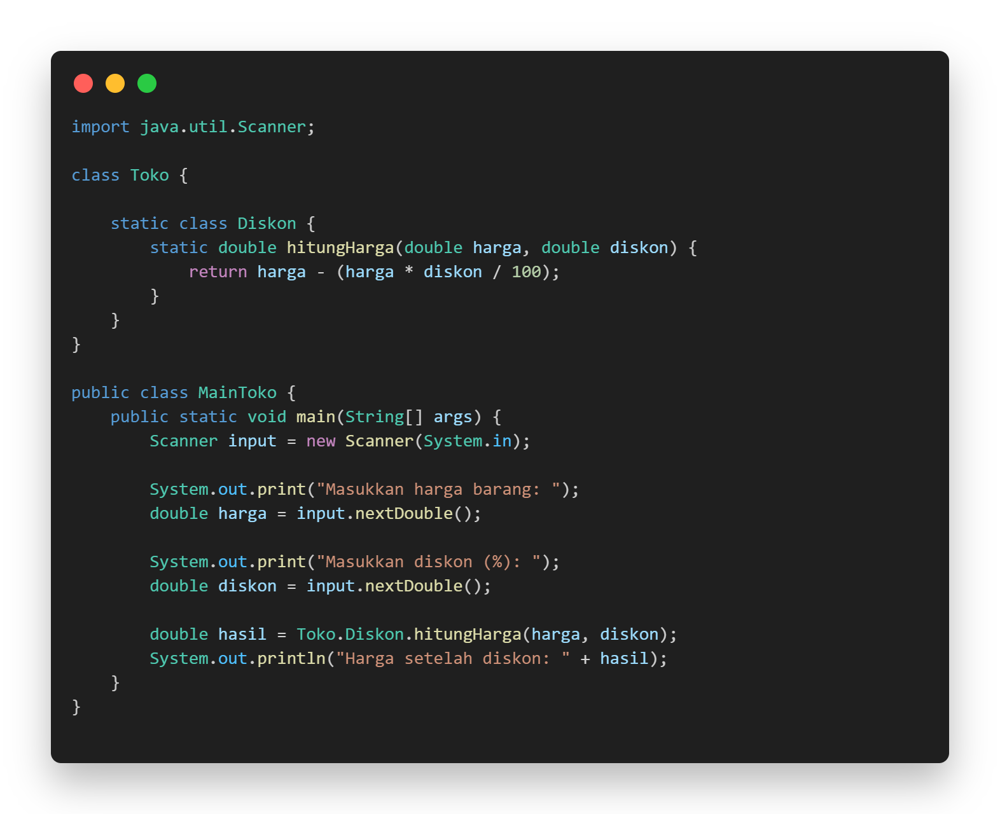 import java.util.Scanner;

class Toko {

    static class Diskon {
        static double hitungHarga(double harga, double diskon) {
            return harga - (harga * diskon / 100);
        }
    }
}

public class MainToko {
    public static void main(String[] args) {
        Scanner input = new Scanner(System.in);

        System.out.print("Masukkan harga barang: ");
        double harga = input.nextDouble();

        System.out.print("Masukkan diskon (%): ");
        double diskon = input.nextDouble();

        double hasil = Toko.Diskon.hitungHarga(harga, diskon);
        System.out.println("Harga setelah diskon: " + hasil);
    }
}